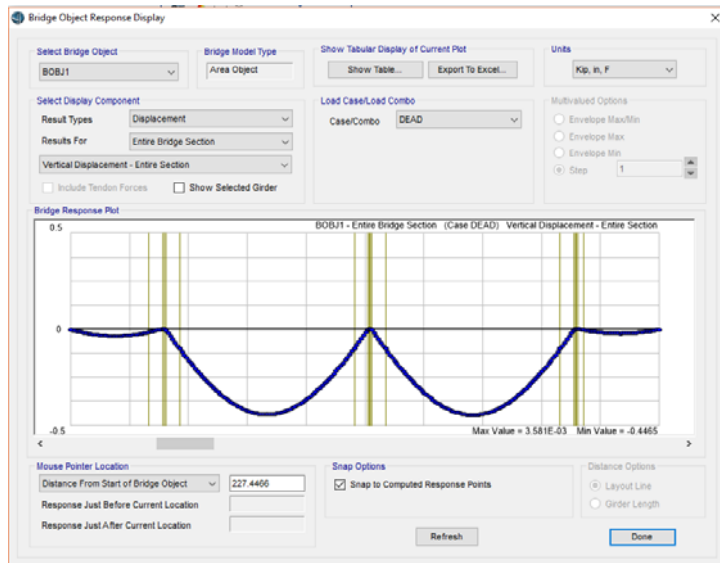 Bridge Object Response Display
Select Bridge Object
BOBJ1
Bridge Model Type
Area Object
Show Tabular Display of Current Plot
Show Table...
Export To Excel...
Units
Kip, in, F
Select Display Component
Result Types
Displacement
Results For
Entire Bridge Section
Vertical Displacement - Entire Section
Include Tendon Forces
Show Selected Girder
Load Case/Load Combo
Case/Combo
DEAD
Multivalued Options
Envelope Max/Min
Envelope Max
Envelope Min
Step
1
Bridge Response Plot
BOBJ1 - Entire Bridge Section (Case DEAD) Vertical Displacement - Entire Section
0.5
0
-0.5
Max Value = 3.581E-03 Min Value = -0.4465
Mouse Pointer Location
Distance From Start of Bridge Object
227.4466
Response Just Before Current Location
Response Just After Current Location
Snap Options
Snap to Computed Response Points
Distance Options
Layout Line
Girder Length
Refresh
Done